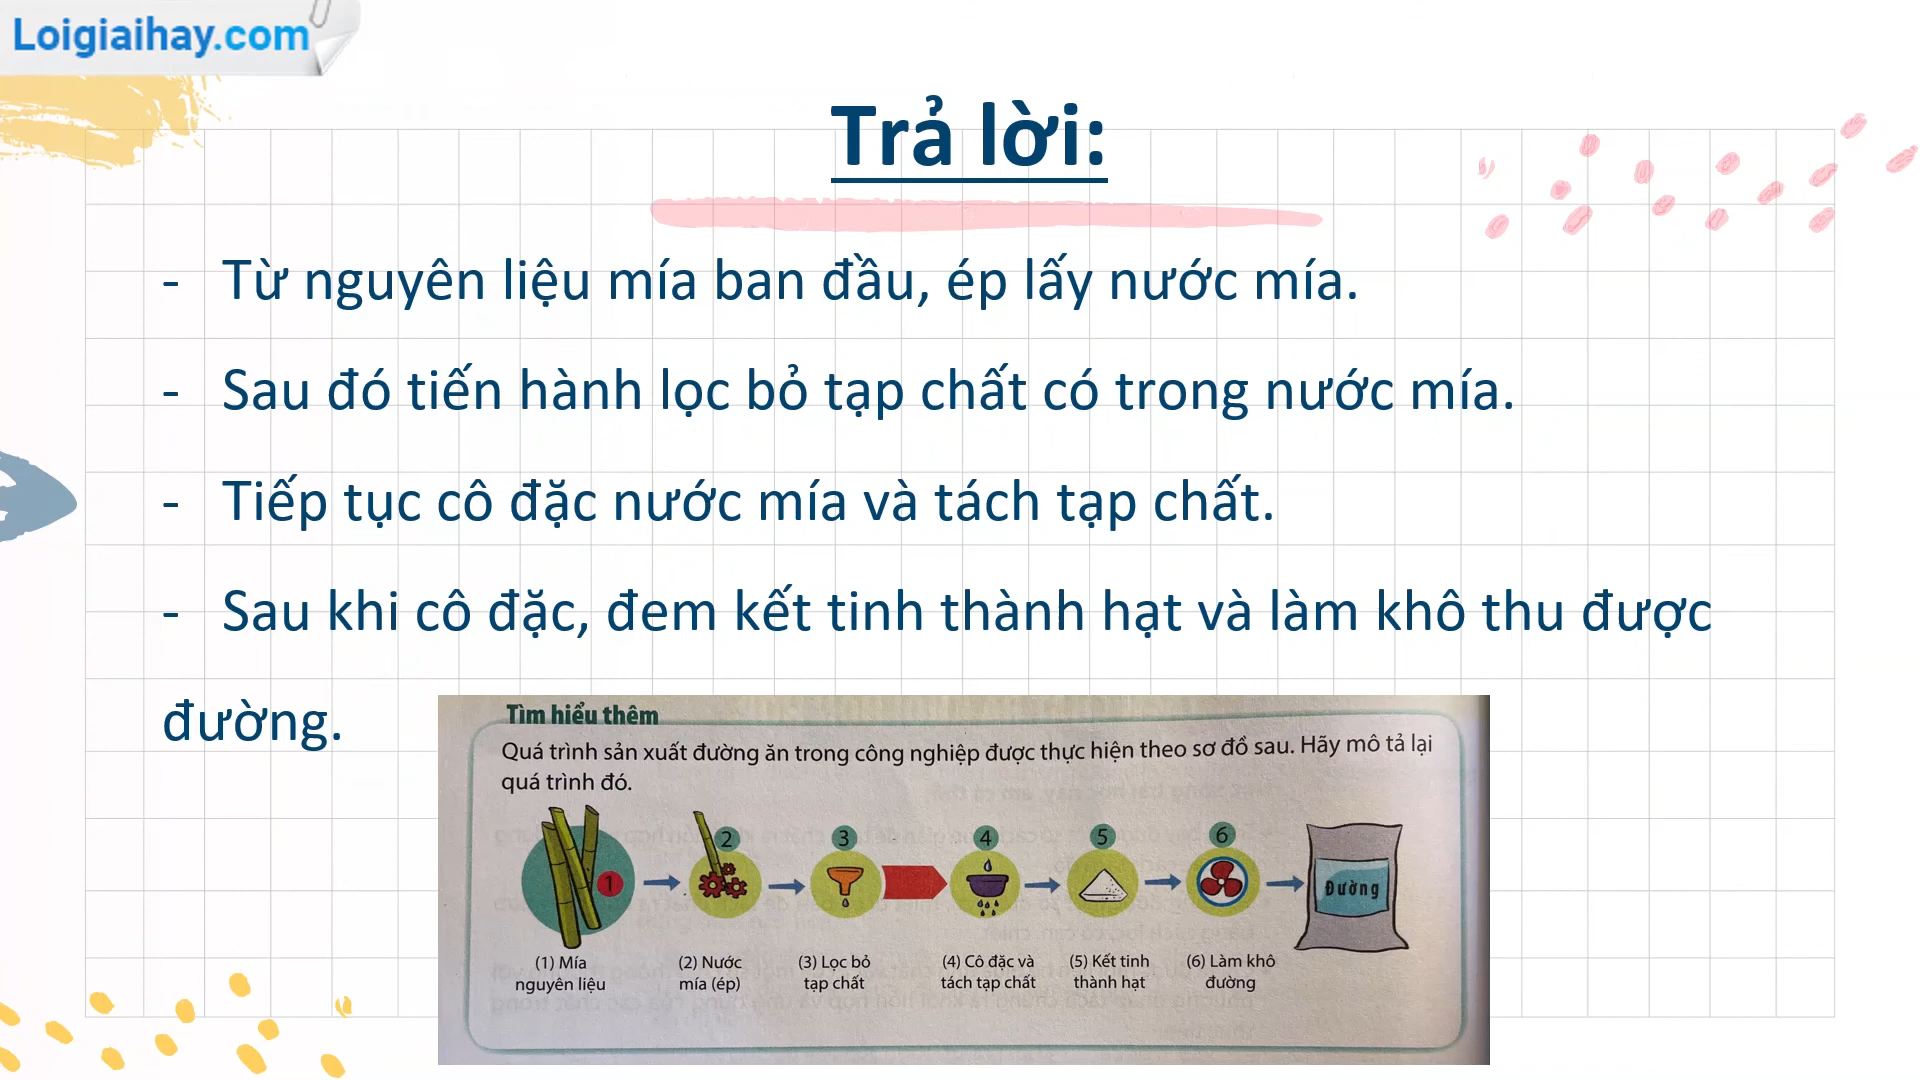 Loigiaihay.com
Trả lời:
- Từ nguyên liệu mía ban đầu, ép lấy nước mía.
- Sau đó tiến hành lọc bỏ tạp chất có trong nước mía.
- Tiếp tục cô đặc nước mía và tách tạp chất.
- Sau khi cô đặc, đem kết tinh thành hạt và làm khô thu được
đường.
Tìm hiểu thêm
Quá trình sản xuất đường ăn trong công nghiệp được thực hiện theo sơ đồ sau. Hãy mô tả lại
quá trình đó.
1
2
3
4
5
6
Đường
(1) Mía
nguyên liệu
(2) Nước
mía (ép)
(3) Lọc bỏ
tạp chất
(4) Cô đặc và
tách tạp chất
(5) Kết tinh
thành hạt
(6) Làm khô
đường